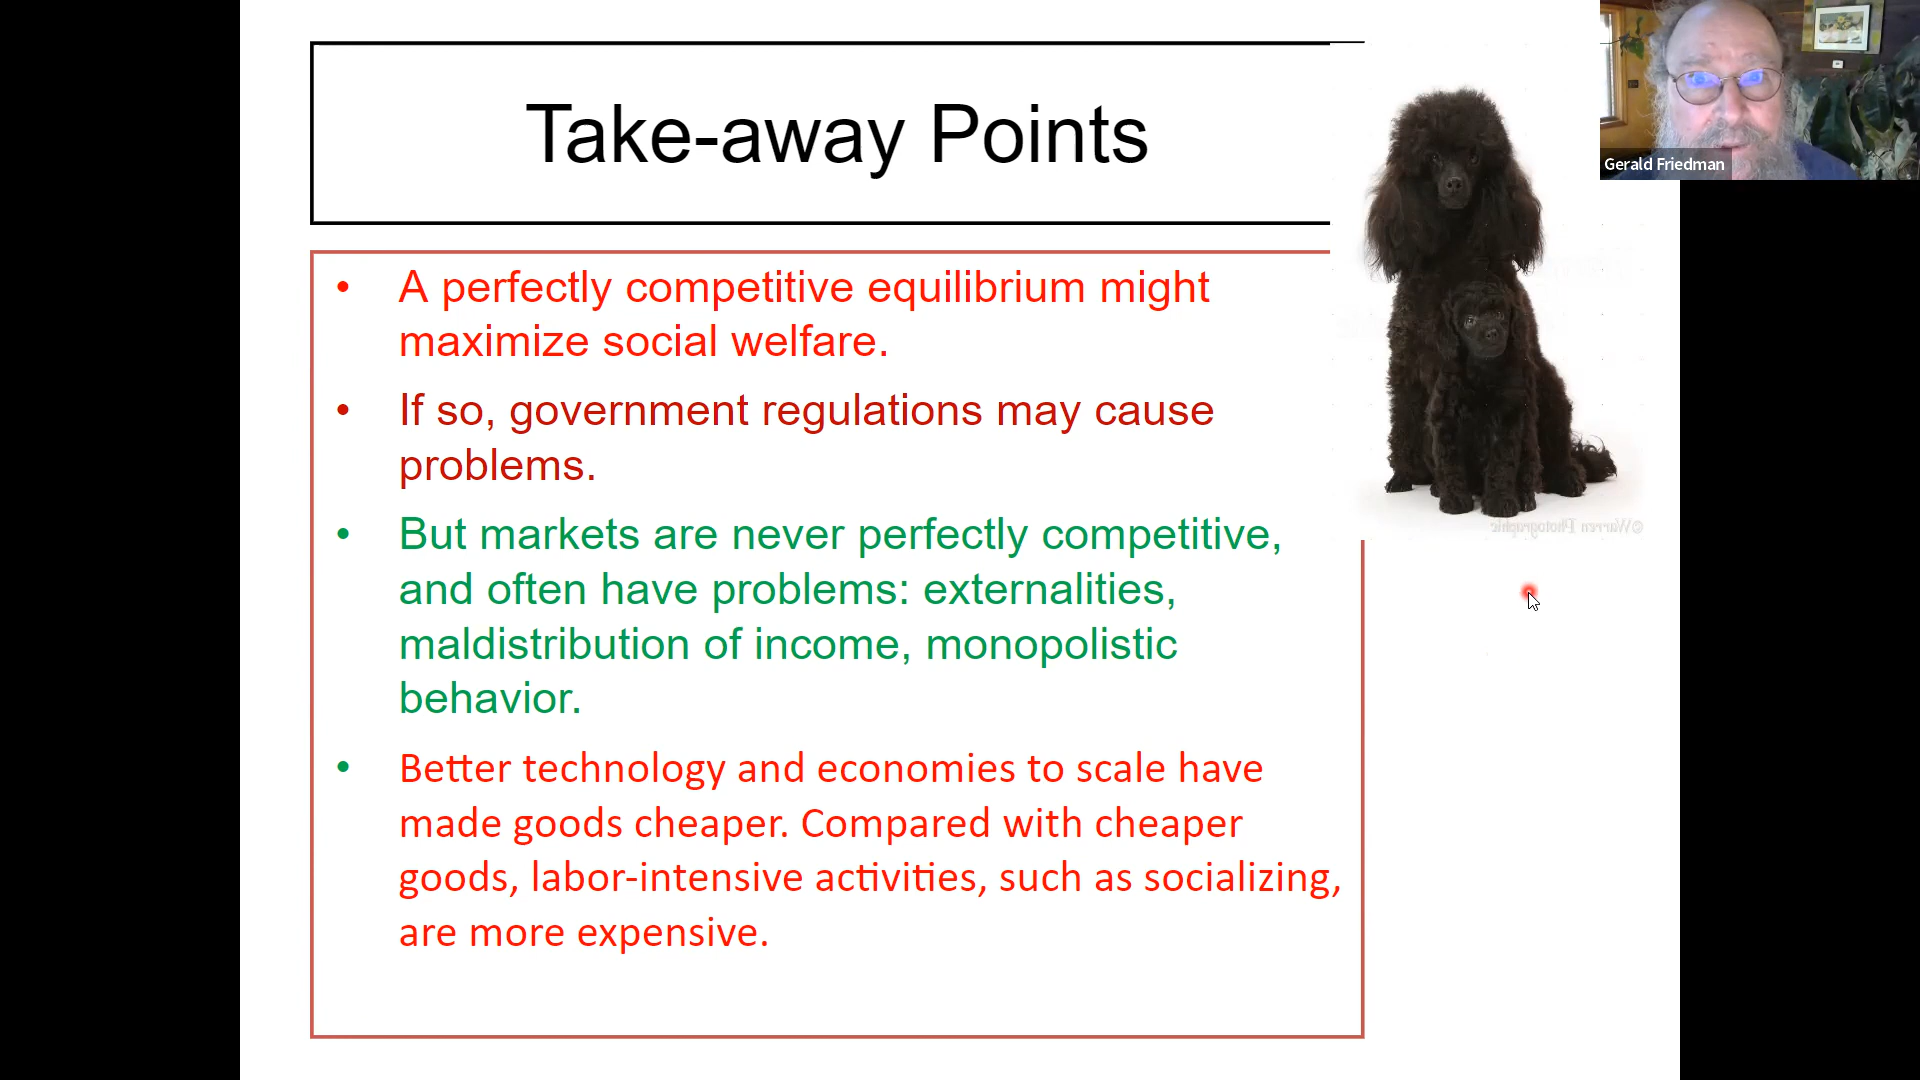 Take-away Points
Gerald Friedman
• A perfectly competitive equilibrium might
maximize social welfare.
• If so, government regulations may cause
problems.
©Warren Photographic
• But markets are never perfectly competitive,
and often have problems: externalities,
maldistribution of income, monopolistic
behavior.
• Better technology and economies to scale have
made goods cheaper. Compared with cheaper
goods, labor-intensive activities, such as socializing,
are more expensive.